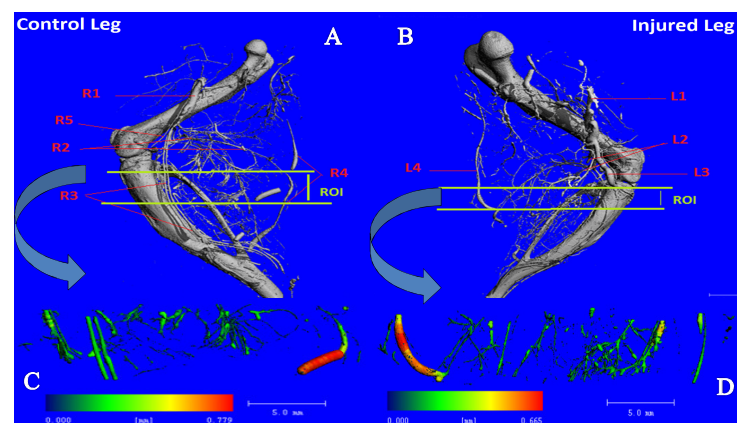 Control Leg
A
B
Injured Leg
R1
R5
R2
R3
R4
ROI
L1
L2
L3
L4
ROI
C
D
0.000 [mm] 0.779
5.0 mm
0.000 [mm] 0.665
5.0 mm